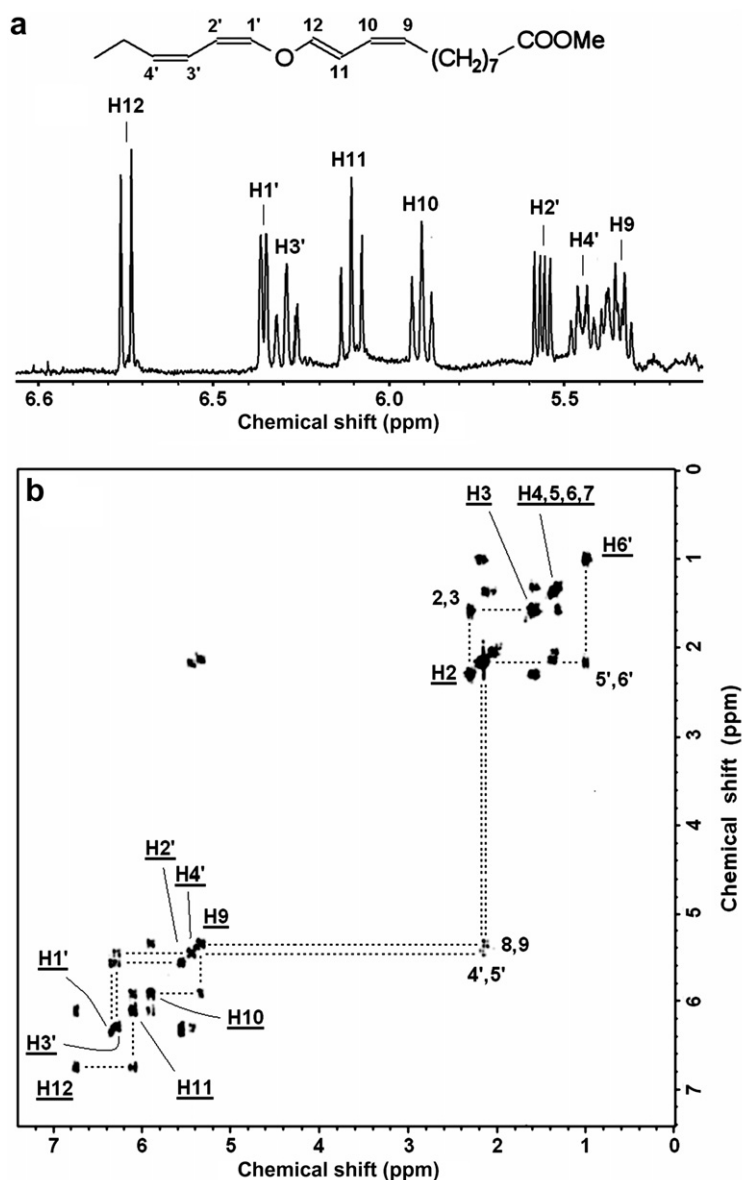 a
2' 1' 12 10 9
4' 3' O 11 (CH2)7 COOMe
H12
H1'
H3'
H11
H10
H2'
H4'
H9
6.6 6.5 6.0 5.5
Chemical shift (ppm)
b
0
H3 H4,5,6,7
1
H6'
2,3
2
H2
5',6'
3
4
H2'
H4'
H9
5
8,9
4',5'
H1'
6
H10
H3'
H12
H11
7
Chemical shift (ppm)
7 6 5 4 3 2 1 0
Chemical shift (ppm)